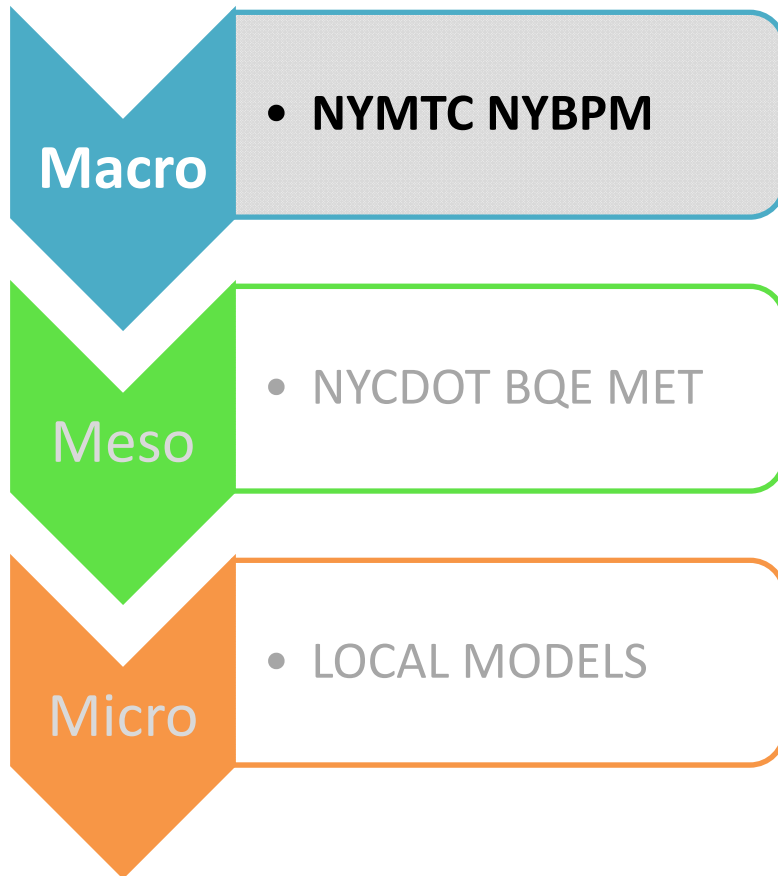 Macro
• NYMTC NYBPM
Meso
• NYCDOT BQE MET
Micro
• LOCAL MODELS